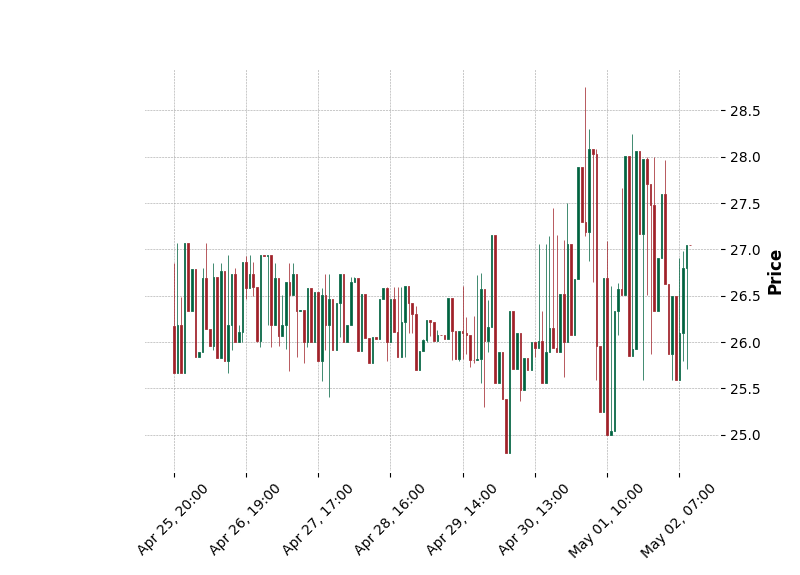 28.5
28.0
27.5
27.0
26.5
26.0
25.5
25.0
Price
Apr 25, 20:00
Apr 26, 19:00
Apr 27, 17:00
Apr 28, 16:00
Apr 29, 14:00
Apr 30, 13:00
May 01, 10:00
May 02, 07:00